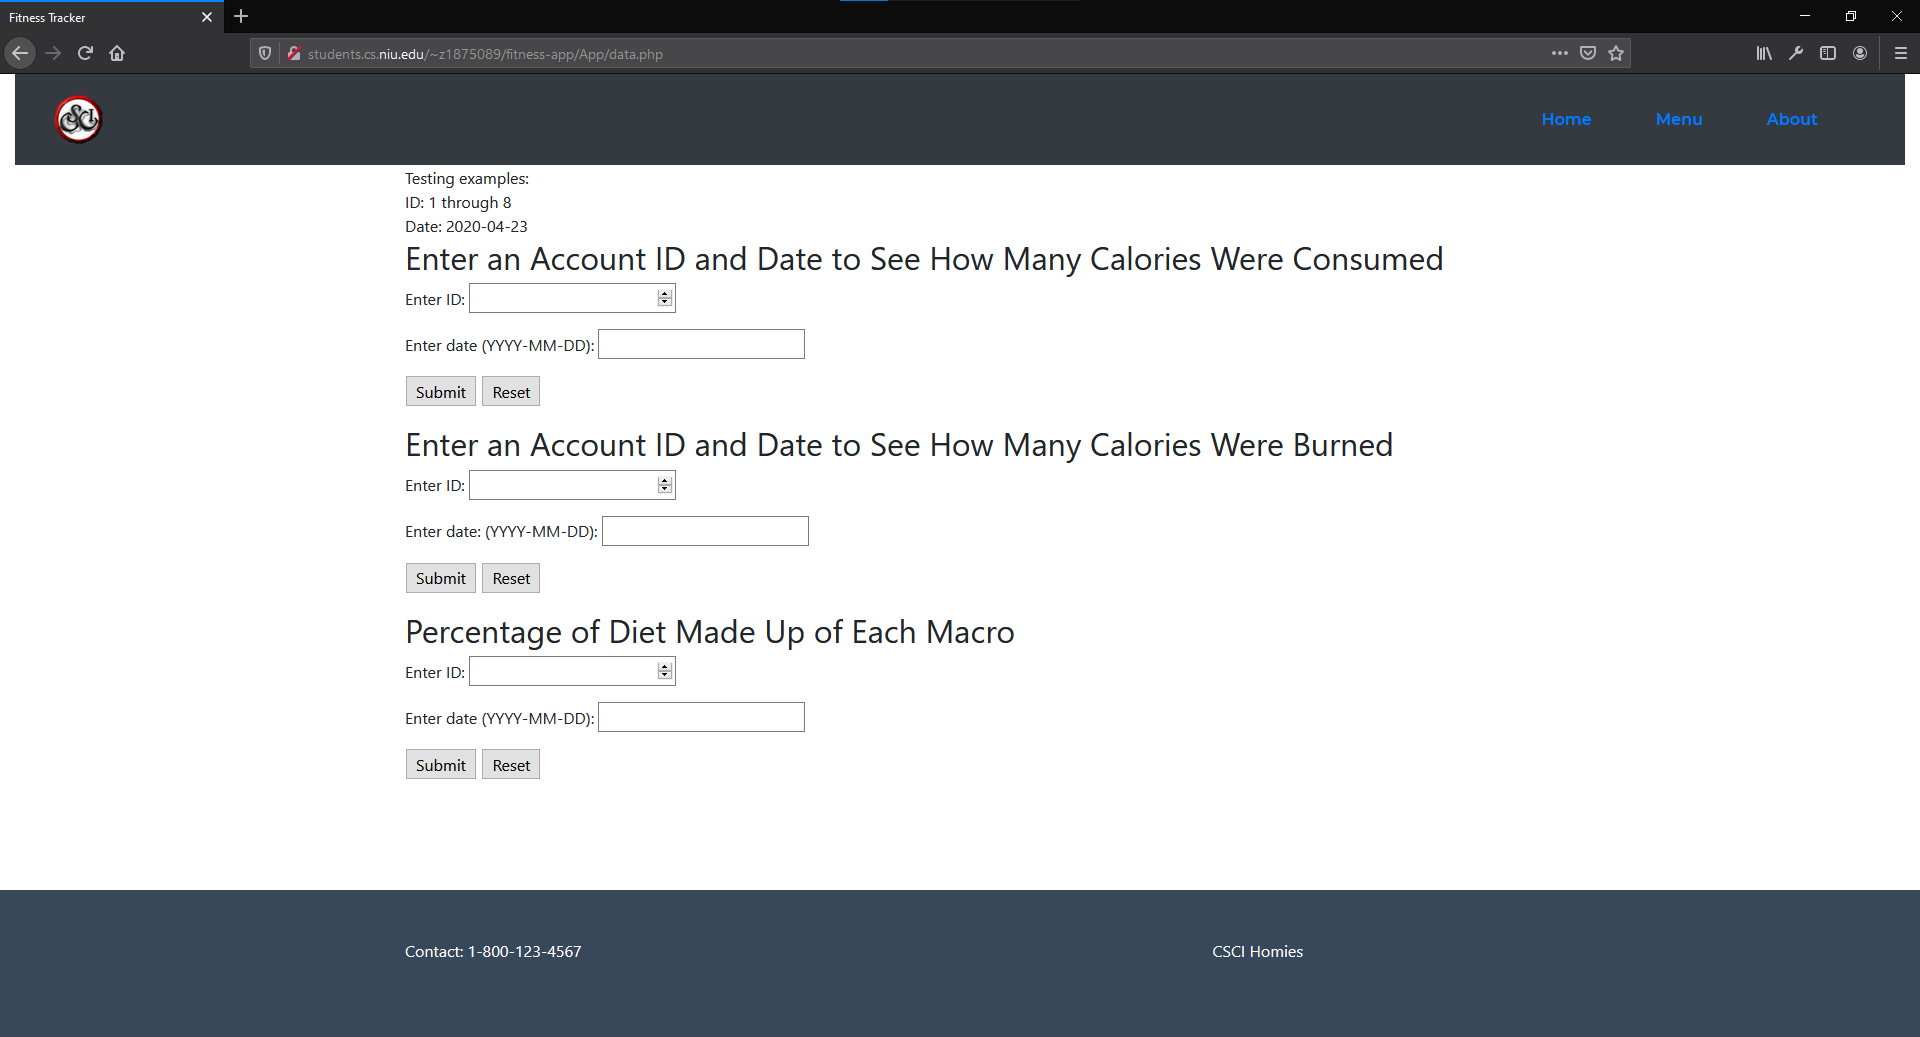 Fitness Tracker
students.cs.niu.edu/~z1875089/fitness-app/App/data.php
CSCI
Home Menu About
Testing examples:
ID: 1 through 8
Date: 2020-04-23
Enter an Account ID and Date to See How Many Calories Were Consumed
Enter ID:
Enter date (YYYY-MM-DD):
Submit Reset
Enter an Account ID and Date to See How Many Calories Were Burned
Enter ID:
Enter date: (YYYY-MM-DD):
Submit Reset
Percentage of Diet Made Up of Each Macro
Enter ID:
Enter date (YYYY-MM-DD):
Submit Reset
Contact: 1-800-123-4567 CSCI Homies